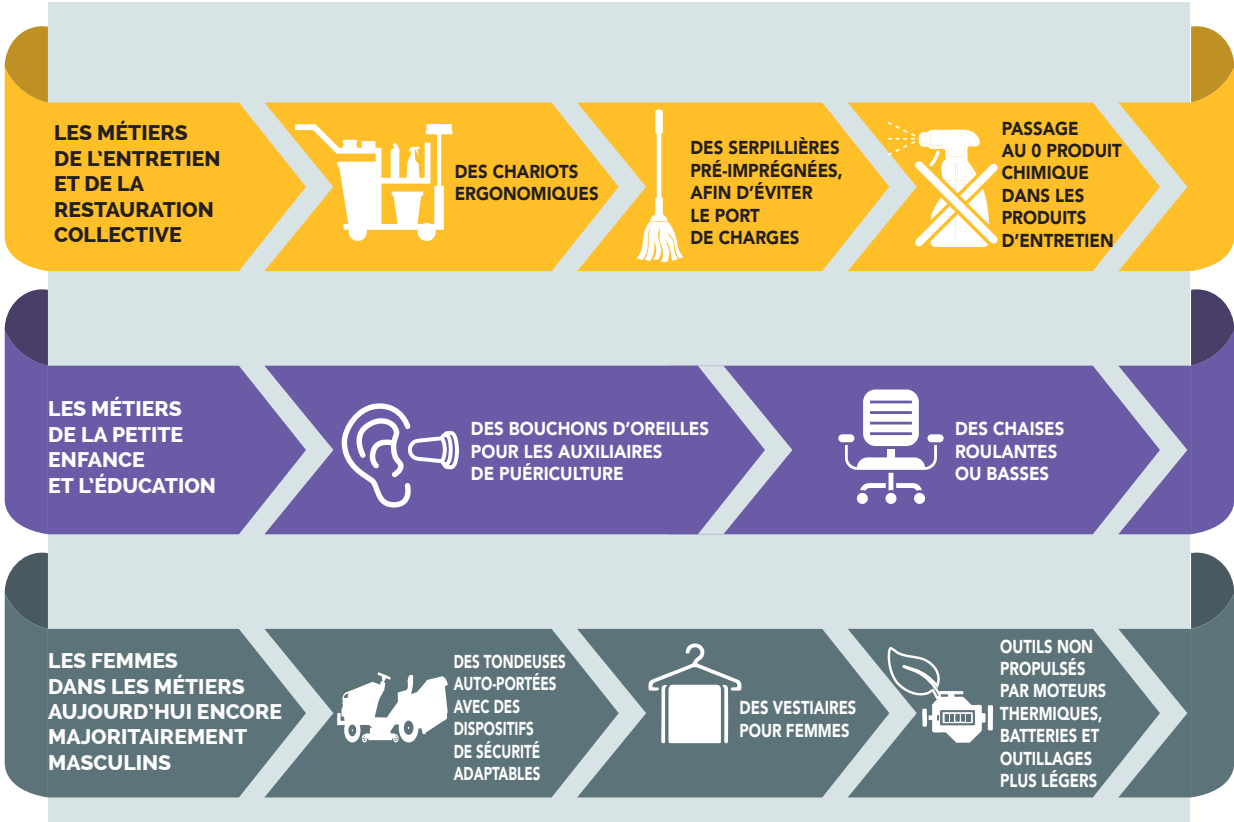 LES MÉTIERS
DE L'ENTRETIEN
ET DE LA
RESTAURATION
COLLECTIVE
DES CHARIOTS
ERGONOMIQUES
DES SERPILLIÈRES
PRÉ-IMPRÉGNÉES,
AFIN D'ÉVITER
LE PORT
DE CHARGES
PASSAGE
AU 0 PRODUIT
CHIMIQUE
DANS LES
PRODUITS
D'ENTRETIEN
LES MÉTIERS
DE LA PETITE
ENFANCE
ET L'ÉDUCATION
DES BOUCHONS D'OREILLES
POUR LES AUXILIAIRES
DE PUÉRICULTURE
DES CHAISES
ROULANTES
OU BASSES
LES FEMMES
DANS LES MÉTIERS
AUJOURD'HUI ENCORE
MAJORITAIREMENT
MASCULINS
DES TONDEUSES
AUTO-PORTÉES
AVEC DES
DISPOSITIFS
DE SÉCURITÉ
ADAPTABLES
DES VESTIAIRES
POUR FEMMES
OUTILS NON
PROPULSÉS
PAR MOTEURS
THERMIQUES,
BATTERIES ET
OUTILLAGES
PLUS LÉGERS